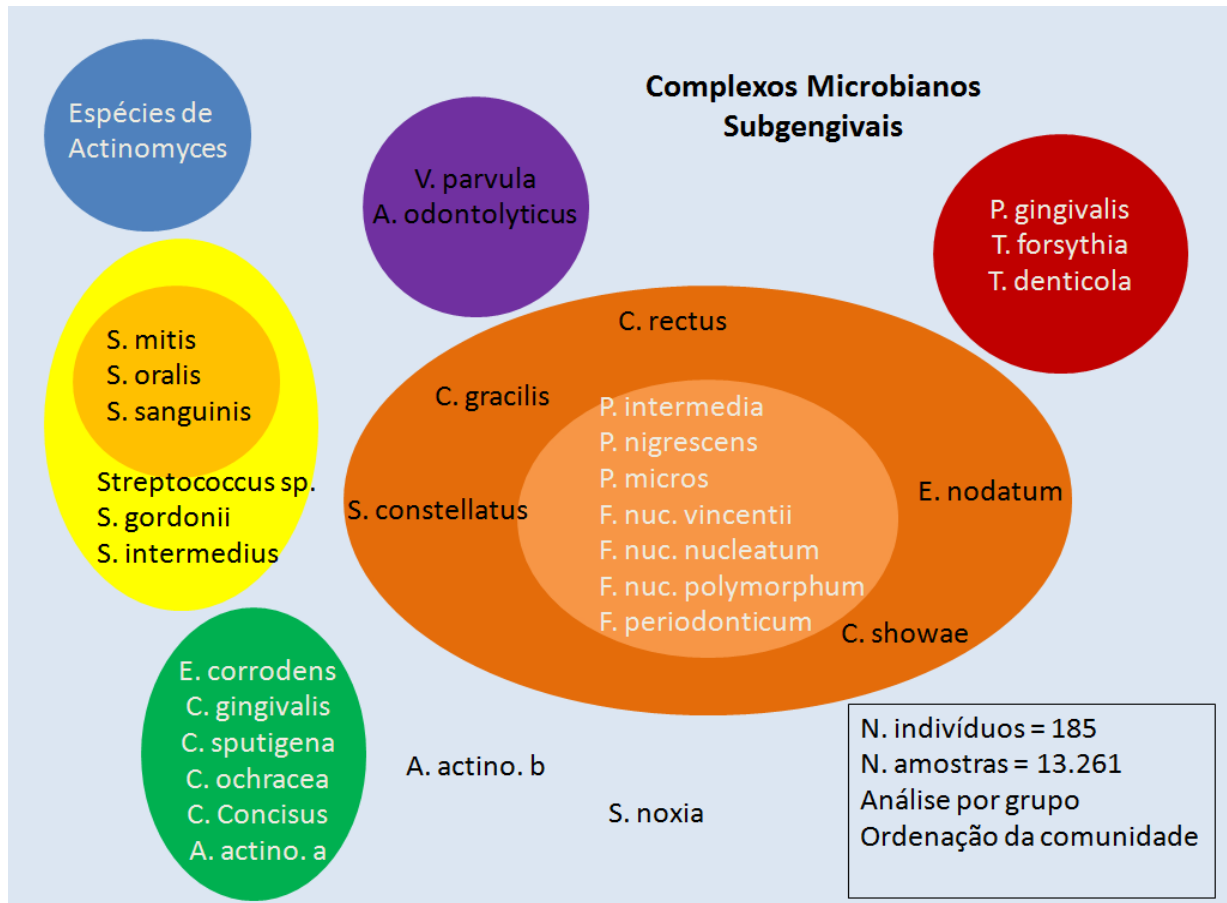 Complexos Microbianos
Subgengivais
Espécies de
Actinomyces
V. parvula
A. odontolyticus
P. gingivalis
T. forsythia
T. denticola
S. mitis
S. oralis
S. sanguinis
Streptococcus sp.
S. gordonii
S. intermedius
C. rectus
C. gracilis
S. constellatus
P. intermedia
P. nigrescens
P. micros
F. nuc. vincentii
F. nuc. nucleatum
F. nuc. polymorphum
F. periodonticum
E. nodatum
C. showae
E. corrodens
C. gingivalis
C. sputigena
C. ochracea
C. Concisus
A. actino. a
A. actino. b
S. noxia
N. indivíduos = 185
N. amostras = 13.261
Análise por grupo
Ordenação da comunidade